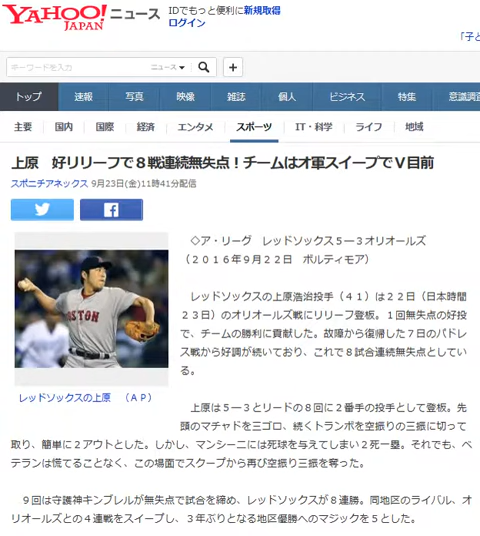 YAHOO! ニュース
JAPAN
IDでもっと便利に新規取得
ログイン
「子ど
キーワードを入力
ニュース
トップ 速報 写真 映像 雑誌 個人 ビジネス 特集 意識調査
主要 国内 国際 経済 エンタメ スポーツ IT・科学 ライフ 地域
上原 好リリーフで８戦連続無失点！チームはオ軍スイープでＶ目前
スポニチアネックス 9月23日(金)11時41分配信
◇ア・リーグ レッドソックス５―３オリオールズ
（２０１６年９月２２日 ボルティモア）
レッドソックスの上原浩治投手（４１）は２２日（日本時間
２３日）のオリオールズ戦にリリーフ登板。１回無失点の好投
で、チームの勝利に貢献した。故障から復帰した７日のパドレ
ス戦から好調が続いており、これで８試合連続無失点としてい
る。
BOSTON
レッドソックスの上原 （ＡＰ）
上原は５―３とリードの８回に２番手の投手として登板。先
頭のマチャドを三ゴロ、続くトランボを空振りの三振に切って
取り、簡単に２アウトとした。しかし、マンシーニには死球を与えてしまい２死一塁。それでも、ベ
テランは慌てることなく、この場面でスクープから再び空振り三振を奪った。
９回は守護神キンブレルが無失点で試合を締め、レッドソックスが８連勝。同地区のライバル、オ
リオールズとの４連戦をスイープし、３年ぶりとなる地区優勝へのマジックを５とした。